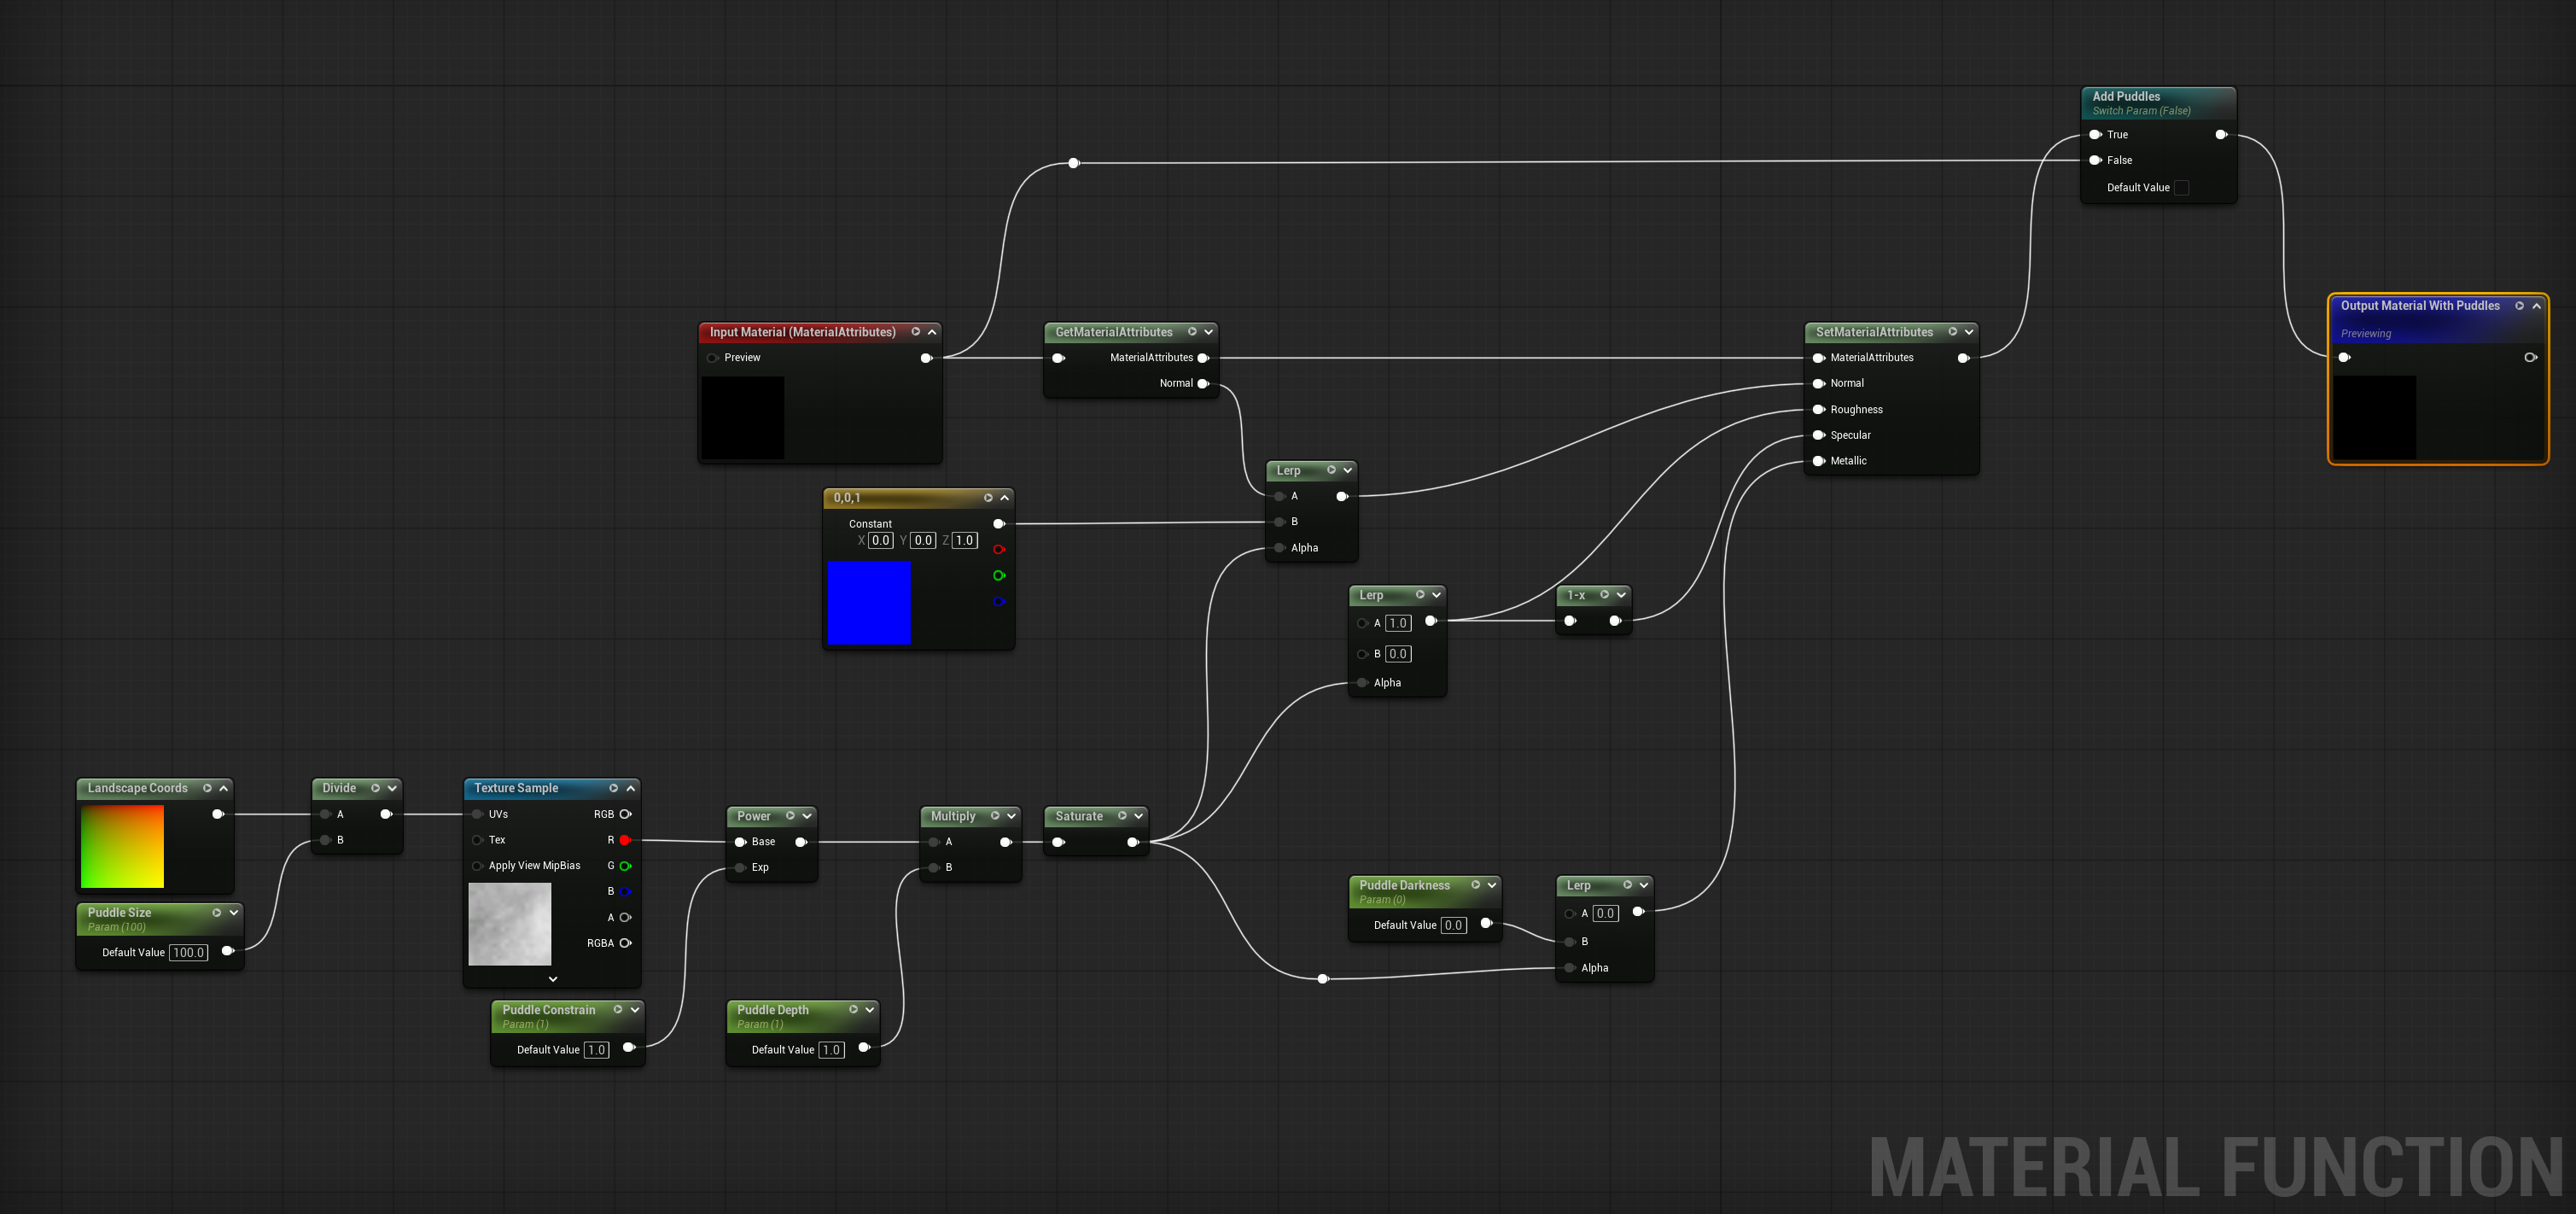 Add Puddles
Switch Param (False)
True
False
Default Value
Input Material (MaterialAttributes)
Preview
GetMaterialAttributes
MaterialAttributes
Normal
SetMaterialAttributes
MaterialAttributes
Normal
Roughness
Specular
Metallic
Output Material With Puddles
Previewing
0,0,1
Constant
X 0.0 Y 0.0 Z 1.0
Lerp
A
B
Alpha
Lerp
A 1.0
B 0.0
Alpha
1-x
Landscape Coords
Puddle Size
Param (100)
Default Value 100.0
Divide
A
B
Texture Sample
UVs RGB
Tex R
Apply View MipBias G
B
A
RGBA
Puddle Constrain
Param (1)
Default Value 1.0
Power
Base
Exp
Puddle Depth
Param (1)
Default Value 1.0
Multiply
A
B
Saturate
Puddle Darkness
Param (0)
Default Value 0.0
Lerp
A 0.0
B
Alpha
MATERIAL FUNCTION